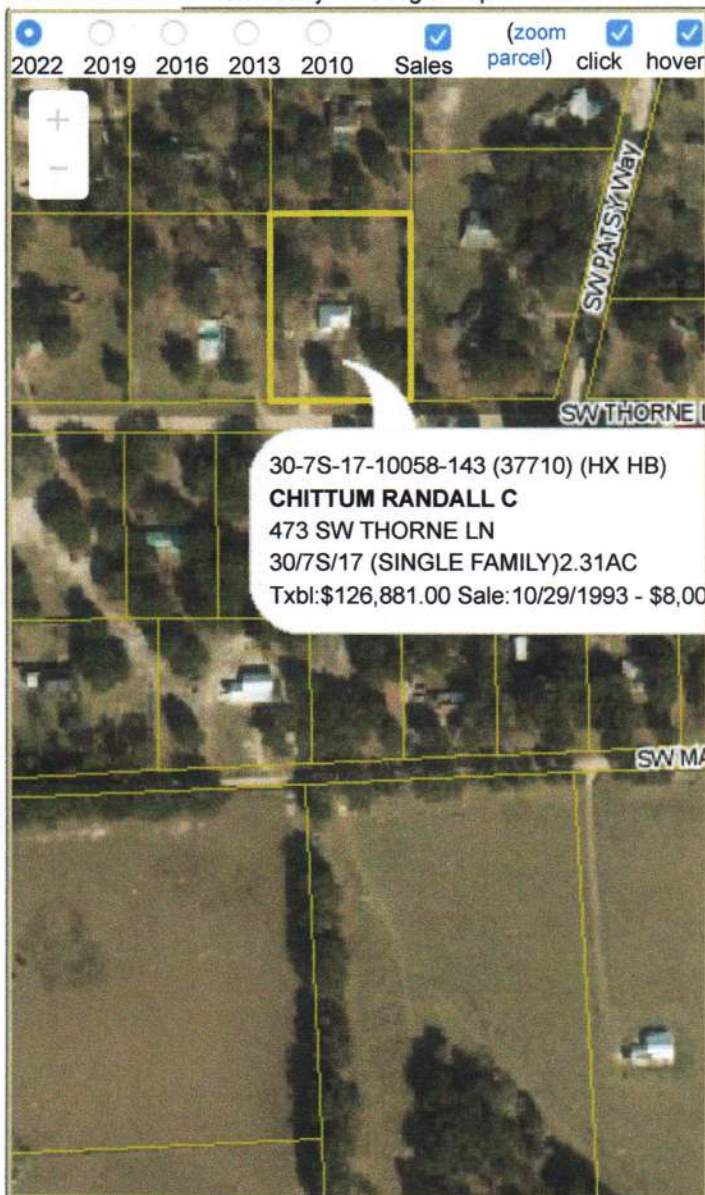 2022 2019 2016 2013 2010 Sales (zoom parcel) click hover
+
−
SW PATSY Way
SW THORNE
30-7S-17-10058-143 (37710) (HX HB)
CHITTUM RANDALL C
473 SW THORNE LN
30/7S/17 (SINGLE FAMILY)2.31AC
Txbl:$126,881.00 Sale:10/29/1993 - $8,00
SW MA